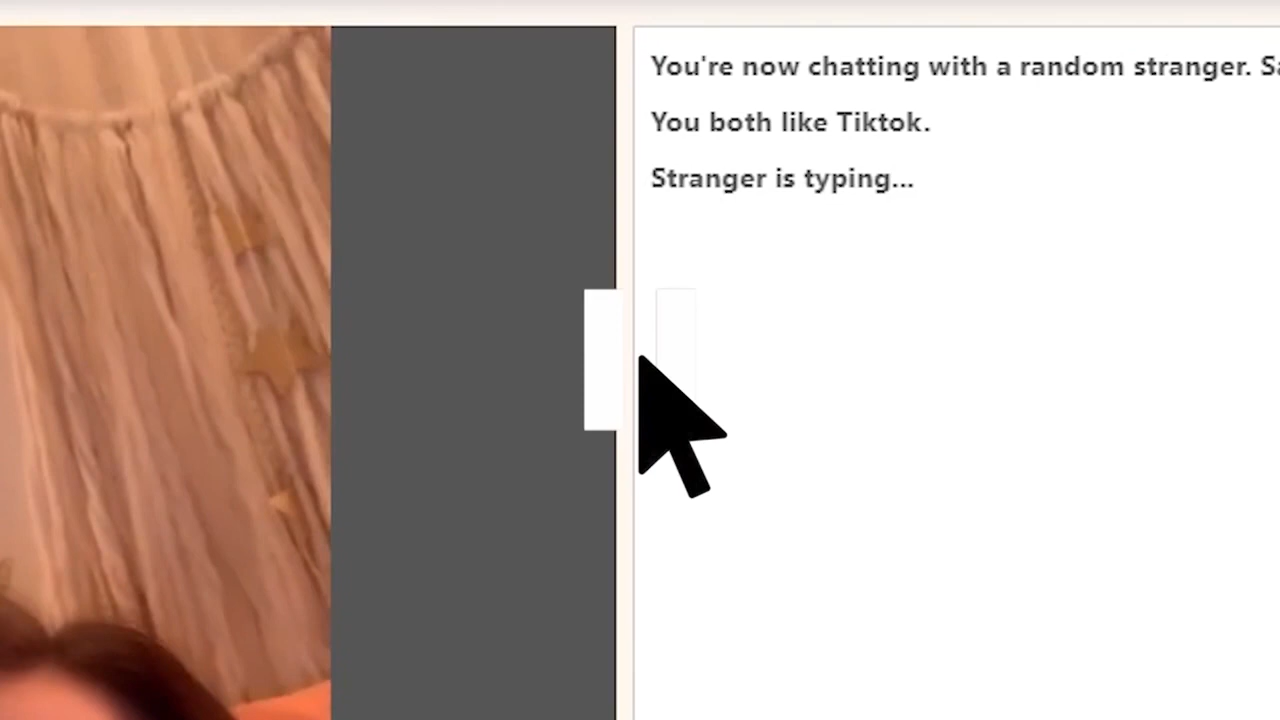 You're now chatting with a random stranger.
You both like Tiktok.
Stranger is typing...